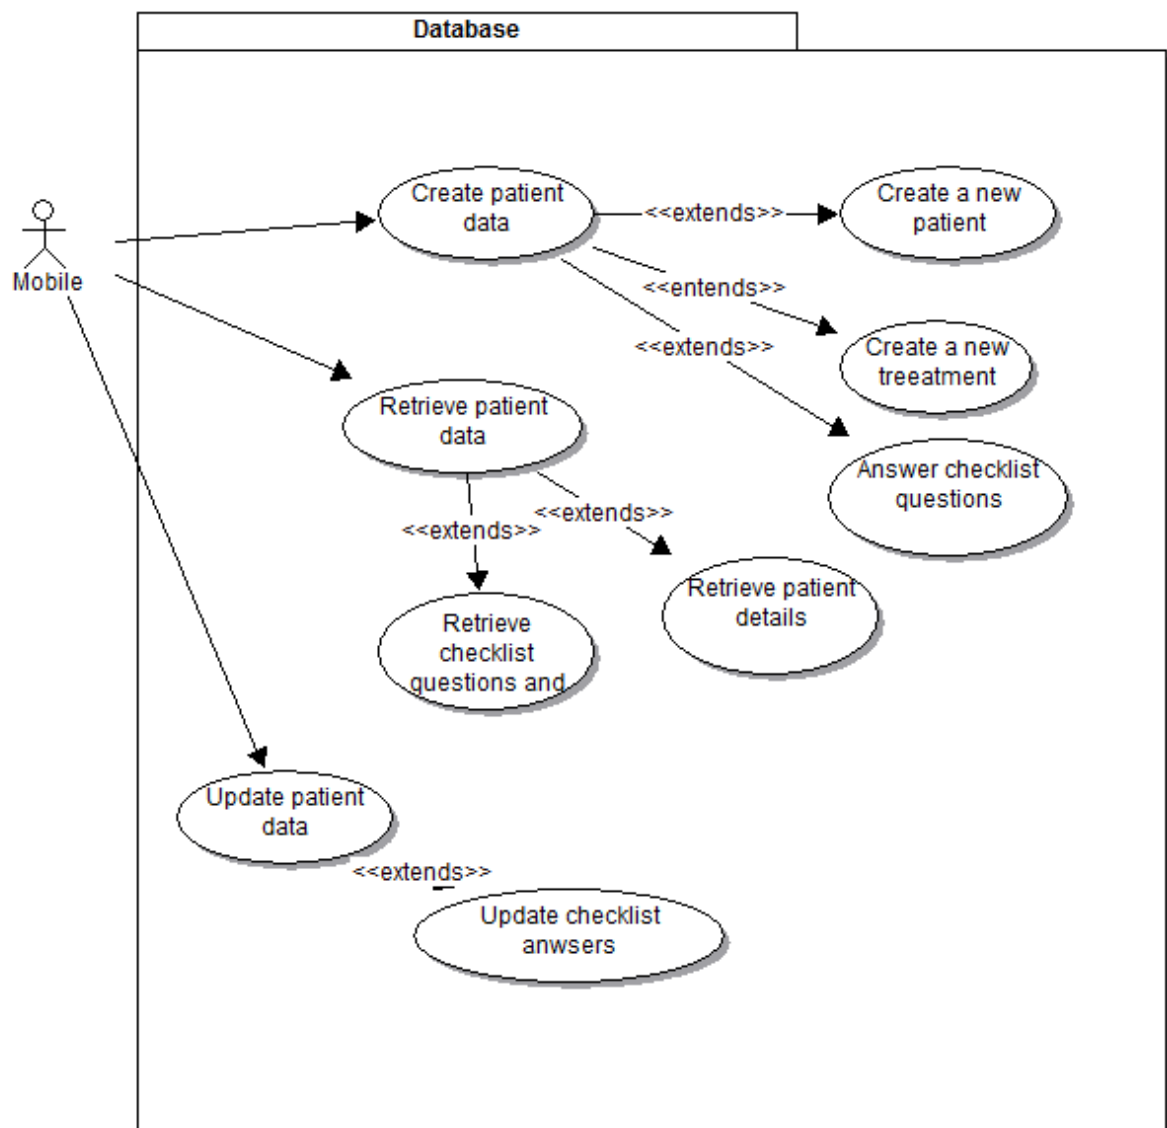 Database
Mobile
Create patient
data
<<extends>>
Create a new
patient
<<entends>>
Create a new
treeatment
<<extends>>
Answer checklist
questions
Retrieve patient
data
<<extends>>
<<extends>>
Retrieve patient
details
Retrieve
checklist
questions and
Update patient
data
<<extends>>
Update checklist
anwsers